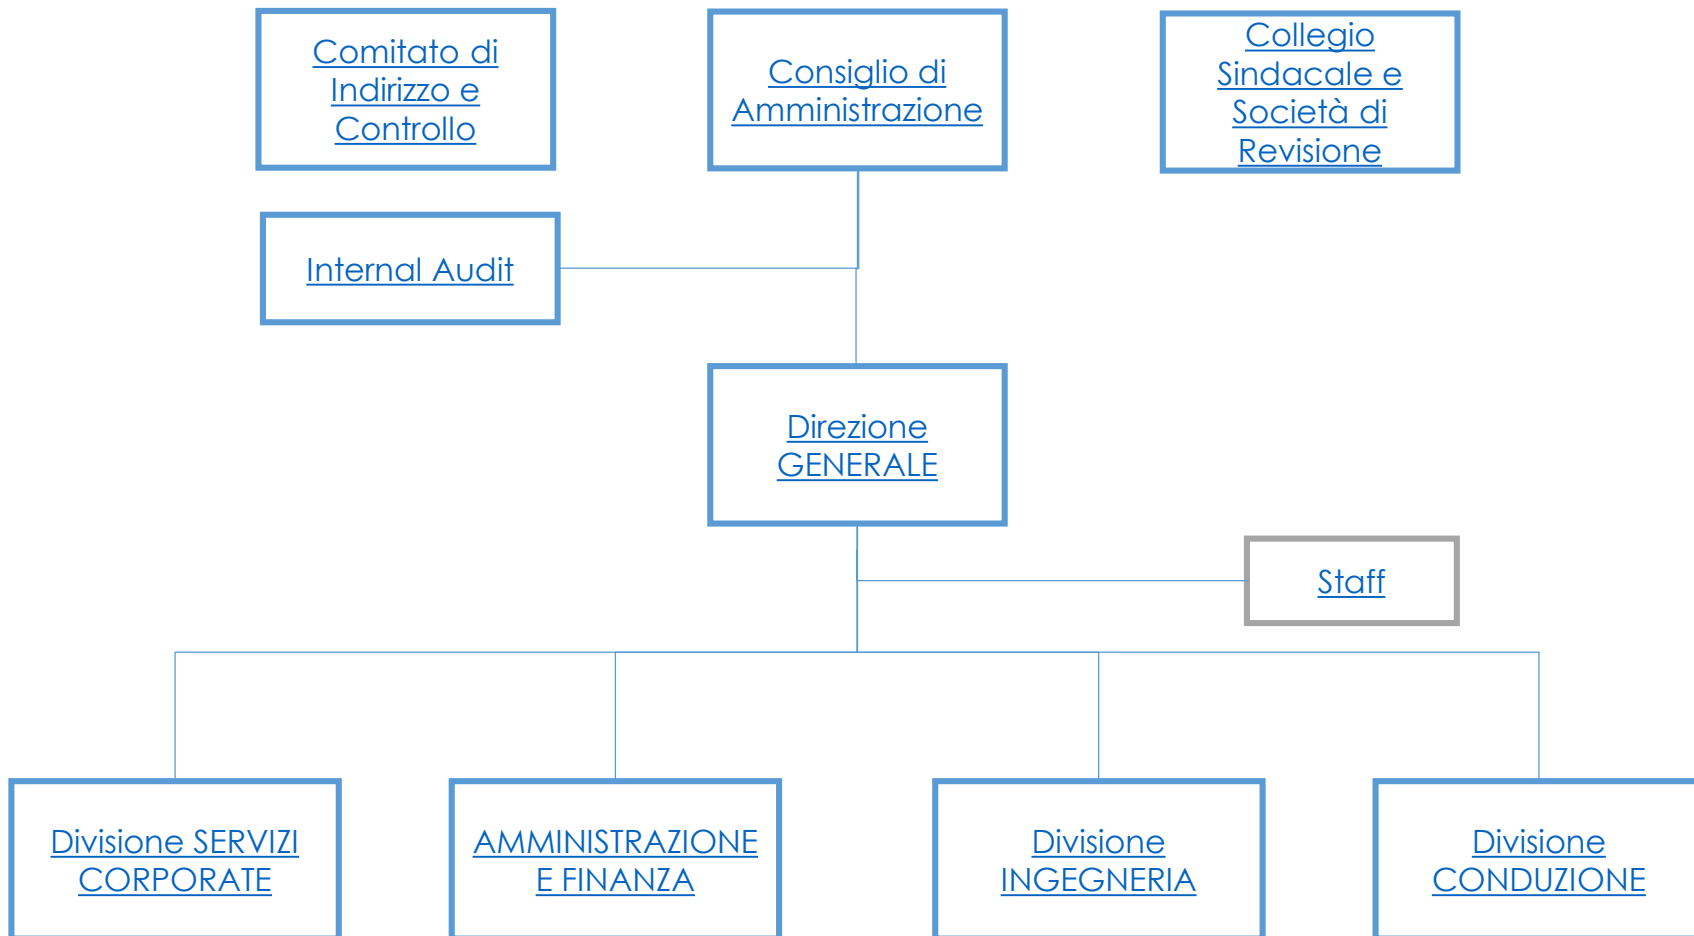 Comitato di
Indirizzo e
Controllo
Consiglio di
Amministrazione
Collegio
Sindacale e
Società di
Revisione
Internal Audit
Direzione
GENERALE
Staff
Divisione SERVIZI
CORPORATE
AMMINISTRAZIONE
E FINANZA
Divisione
INGEGNERIA
Divisione
CONDUZIONE